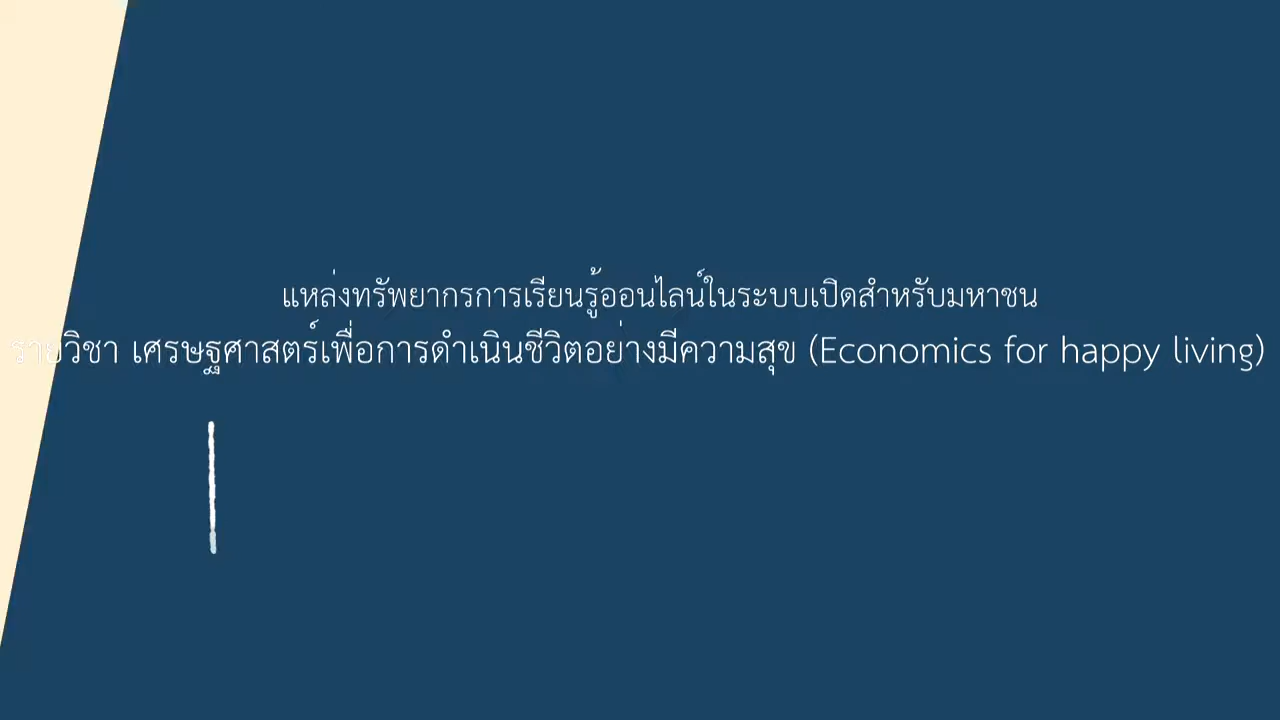 แหล่งทรัพยากรการเรียนรู้ออนไลน์ในระบบเปิดสำหรับมหาชน
รายวิชา เศรษฐศาสตร์เพื่อการดำเนินชีวิตอย่างมีความสุข (Economics for happy living)